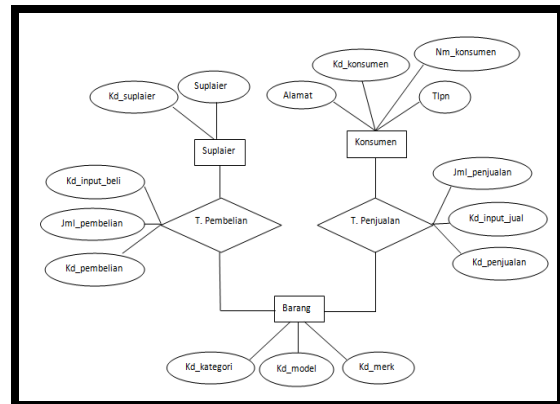 Nm_konsumen
Kd_konsumen
Suplaier
Kd_suplaier
Alamat
Tlpn
Suplaier
Konsumen
Jml_penjualan
Kd_input_beli
Jml_pembelian
T. Pembelian
T. Penjualan
Kd_input_jual
Kd_pembelian
Kd_penjualan
Barang
Kd_kategori
Kd_model
Kd_merk